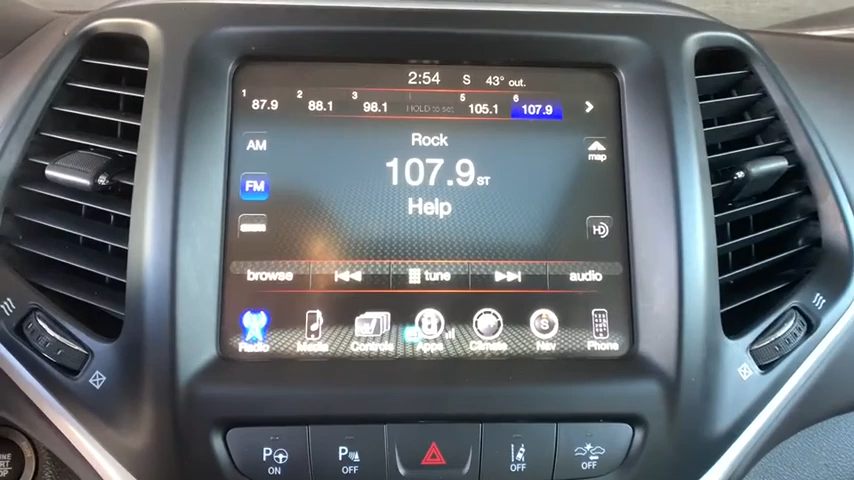 2:54 S 43° out.
1 87.9 2 88.1 3 98.1 HOLD to set 5 105.1 6 107.9
AM Rock map
FM 107.9 ST
Help HD
browse tune audio
Radio Media Controls Apps Climate S Nav Phone
P ON P OFF OFF OFF